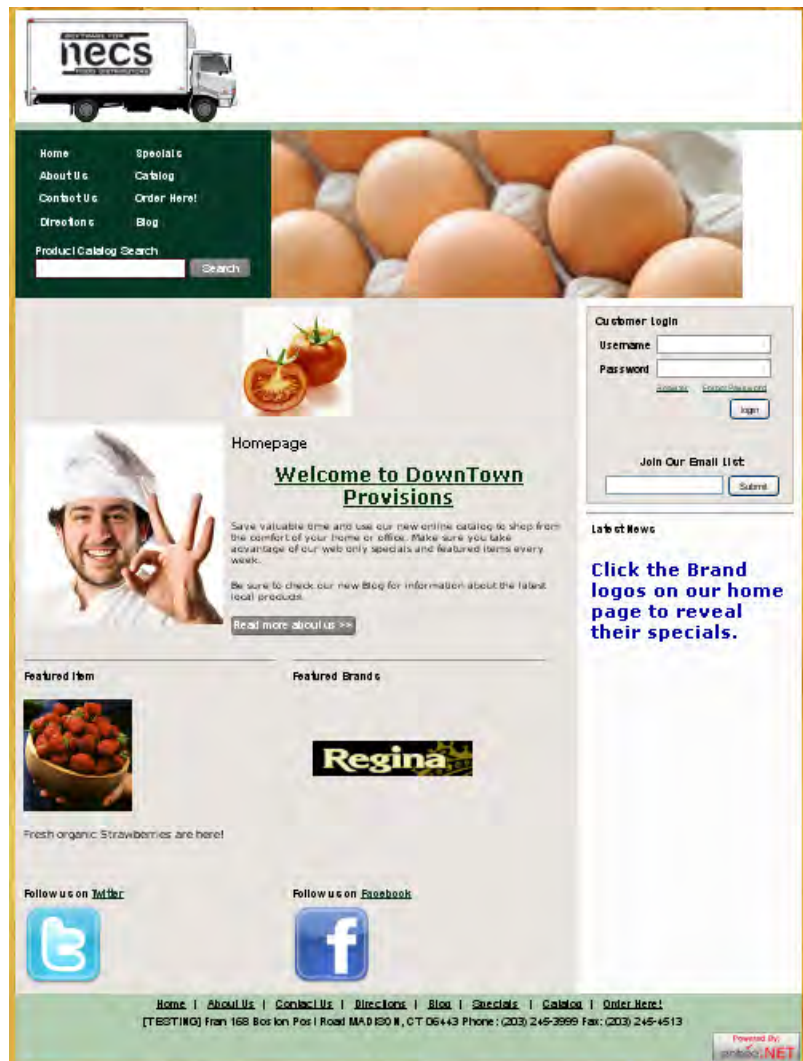 SOFTWARE FOR
necs
FOOD DISTRIBUTORS
Home Specials
About Us Catalog
Contact Us Order Here!
Directions Blog
Product Catalog Search
Search
Customer Login
Username
Password
Register Forgot Password
login
Join Our Email List
Submit
Homepage
Welcome to DownTown
Provisions
Save valuable time and use our new online catalog to shop from
the comfort of your home or office. Make sure you take
advantage of our web only specials and featured items every
week.
Be sure to check our new Blog for information about the latest
local products.
Read more about us >>
Latest News
Click the Brand
logos on our home
page to reveal
their specials.
Featured Item Featured Brands
Regina
Fresh organic Strawberries are here!
Follow us on Twitter Follow us on Facebook
t f
Home | About Us | Contact Us | Directions | Blog | Specials | Catalog | Order Here!
[TESTING] Fran 168 Boston Post Road MADISON, CT 06443 Phone: (203) 245-3999 Fax: (203) 245-4513
Powered By:
entrée.NET